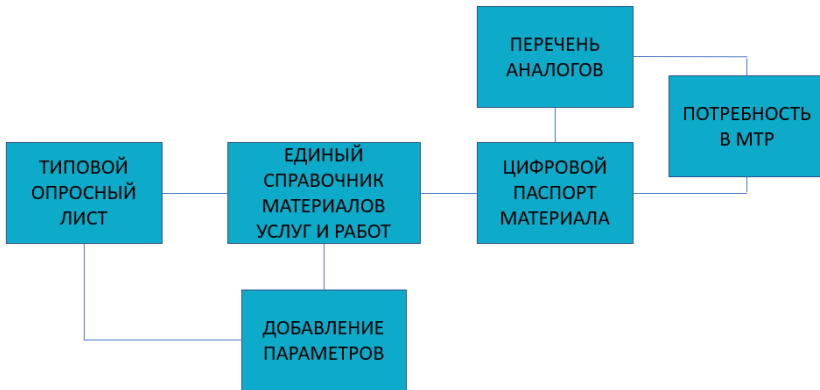 ПЕРЕЧЕНЬ
АНАЛОГОВ
ПОТРЕБНОСТЬ
В МТР
ТИПОВОЙ
ОПРОСНЫЙ
ЛИСТ
ЕДИНЫЙ
СПРАВОЧНИК
МАТЕРИАЛОВ
УСЛУГ И РАБОТ
ЦИФРОВОЙ
ПАСПОРТ
МАТЕРИАЛА
ДОБАВЛЕНИЕ
ПАРАМЕТРОВ